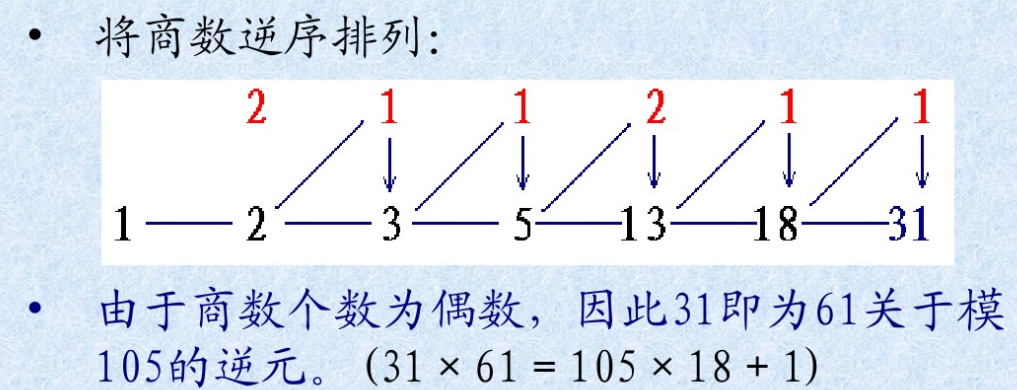 • 将商数逆序排列:
2 1 1 2 1 1
1 2 3 5 13 18 31
• 由于商数个数为偶数，因此31即为61关于模
105的逆元。(31 × 61 = 105 × 18 + 1)